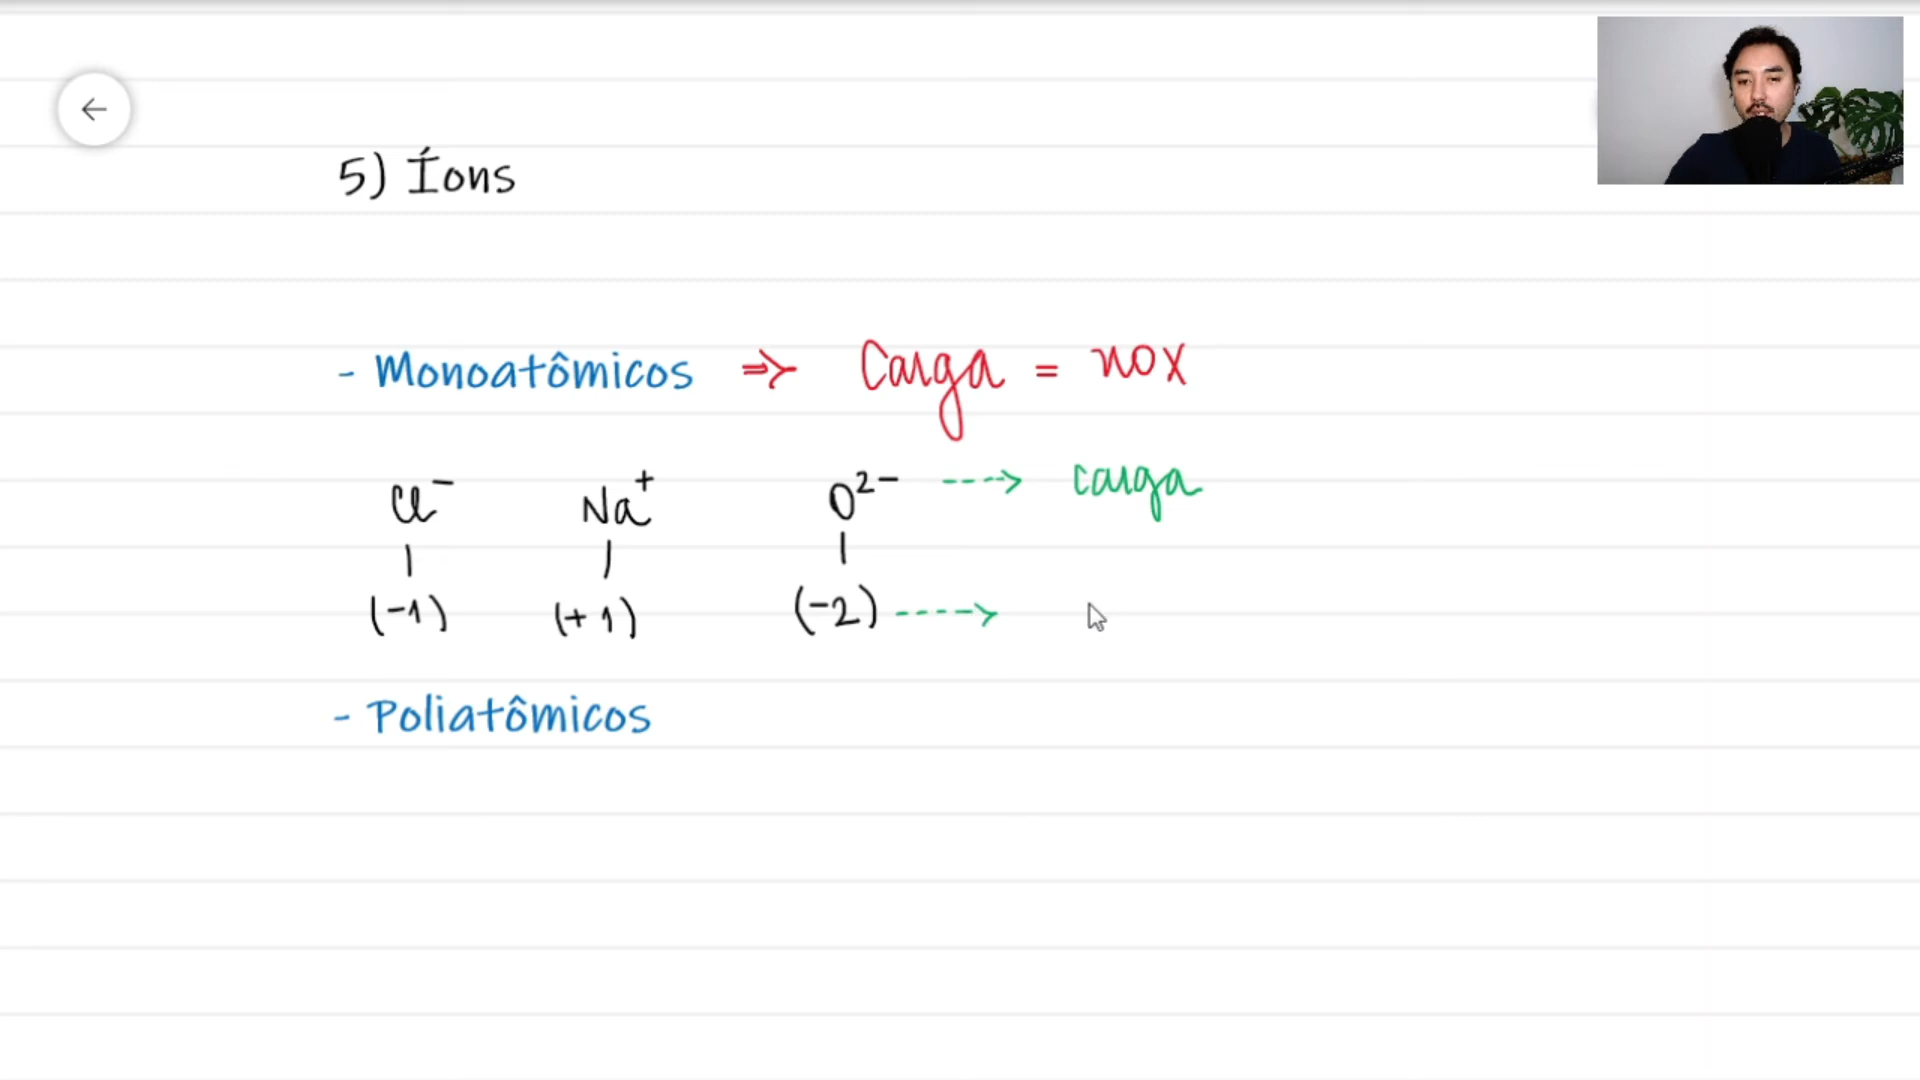 5) Íons
- Monoatômicos ⇒ Carga = nox
Cl⁻ Na⁺ O²⁻ ----> carga
(-1) (+1) (-2) ---->
- Poliatômicos